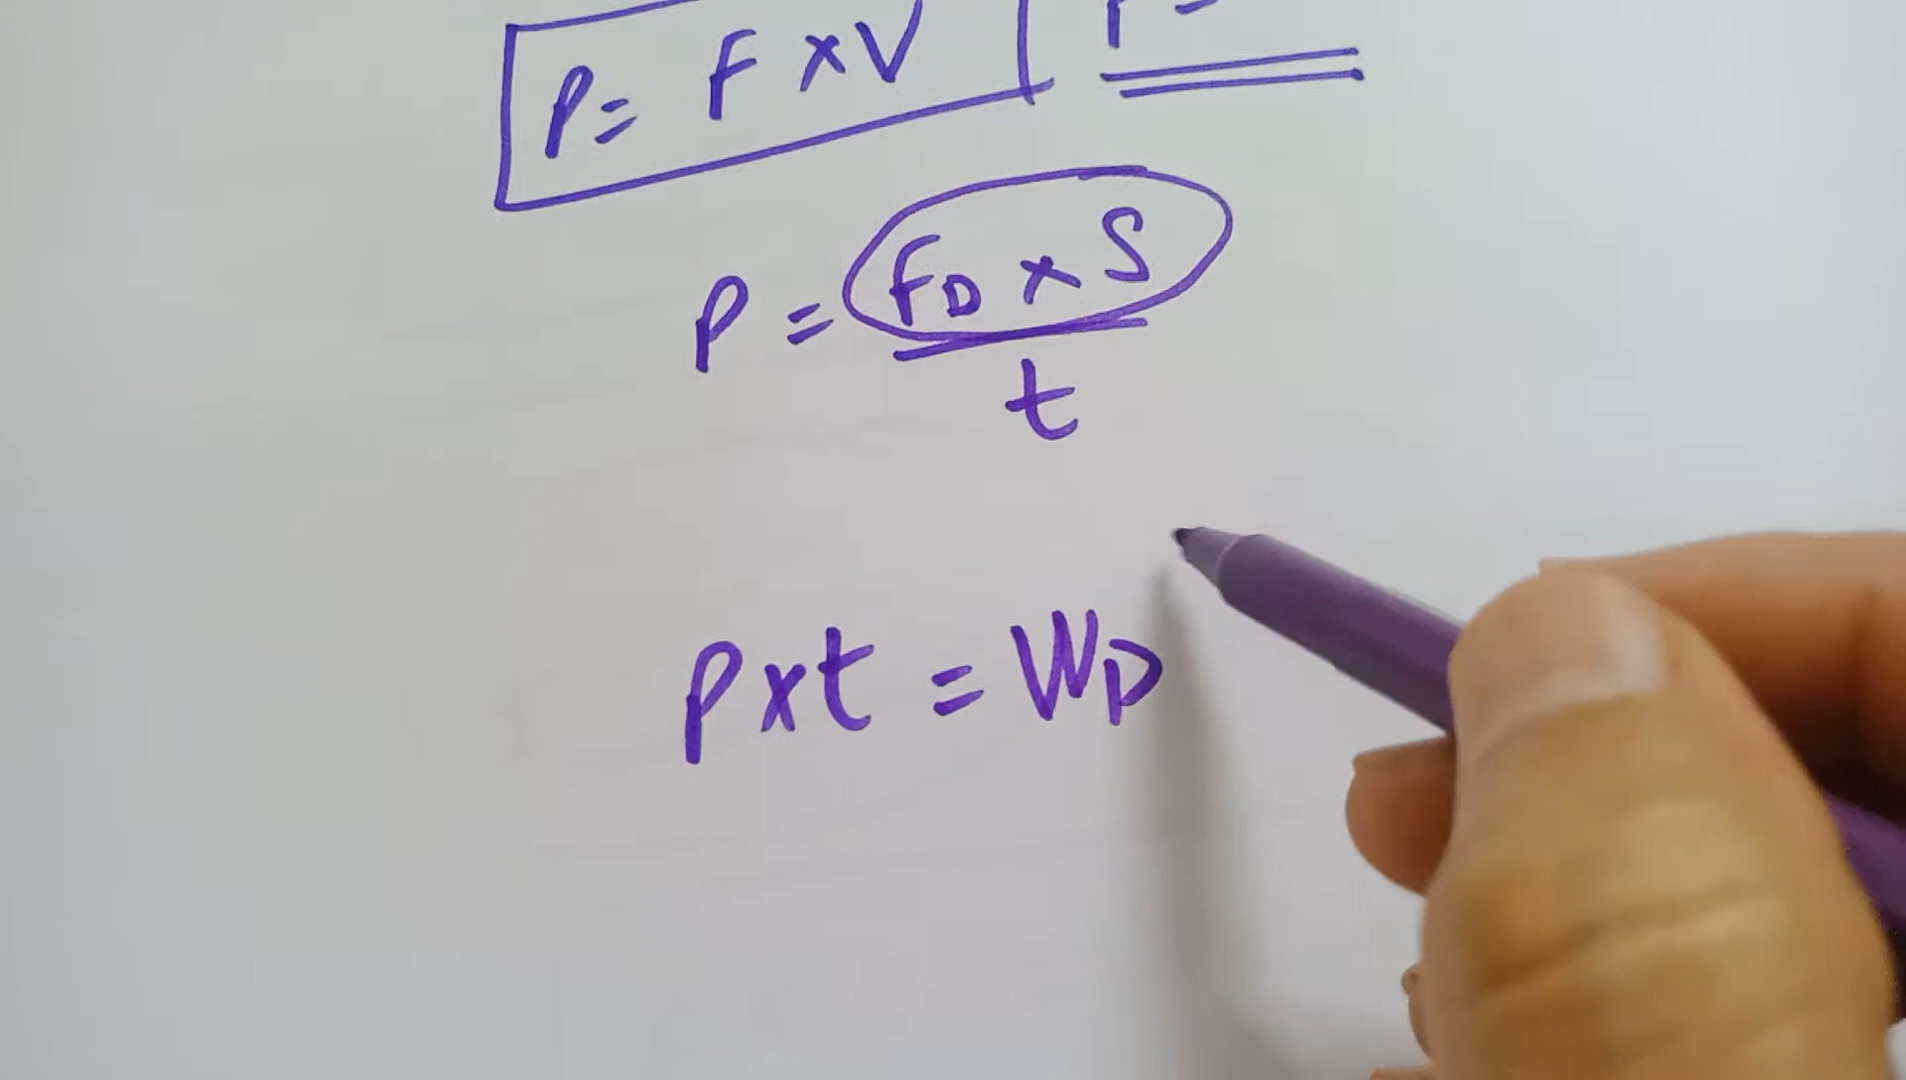 P = F × V
P = F_D × S / t
P × t = W_D